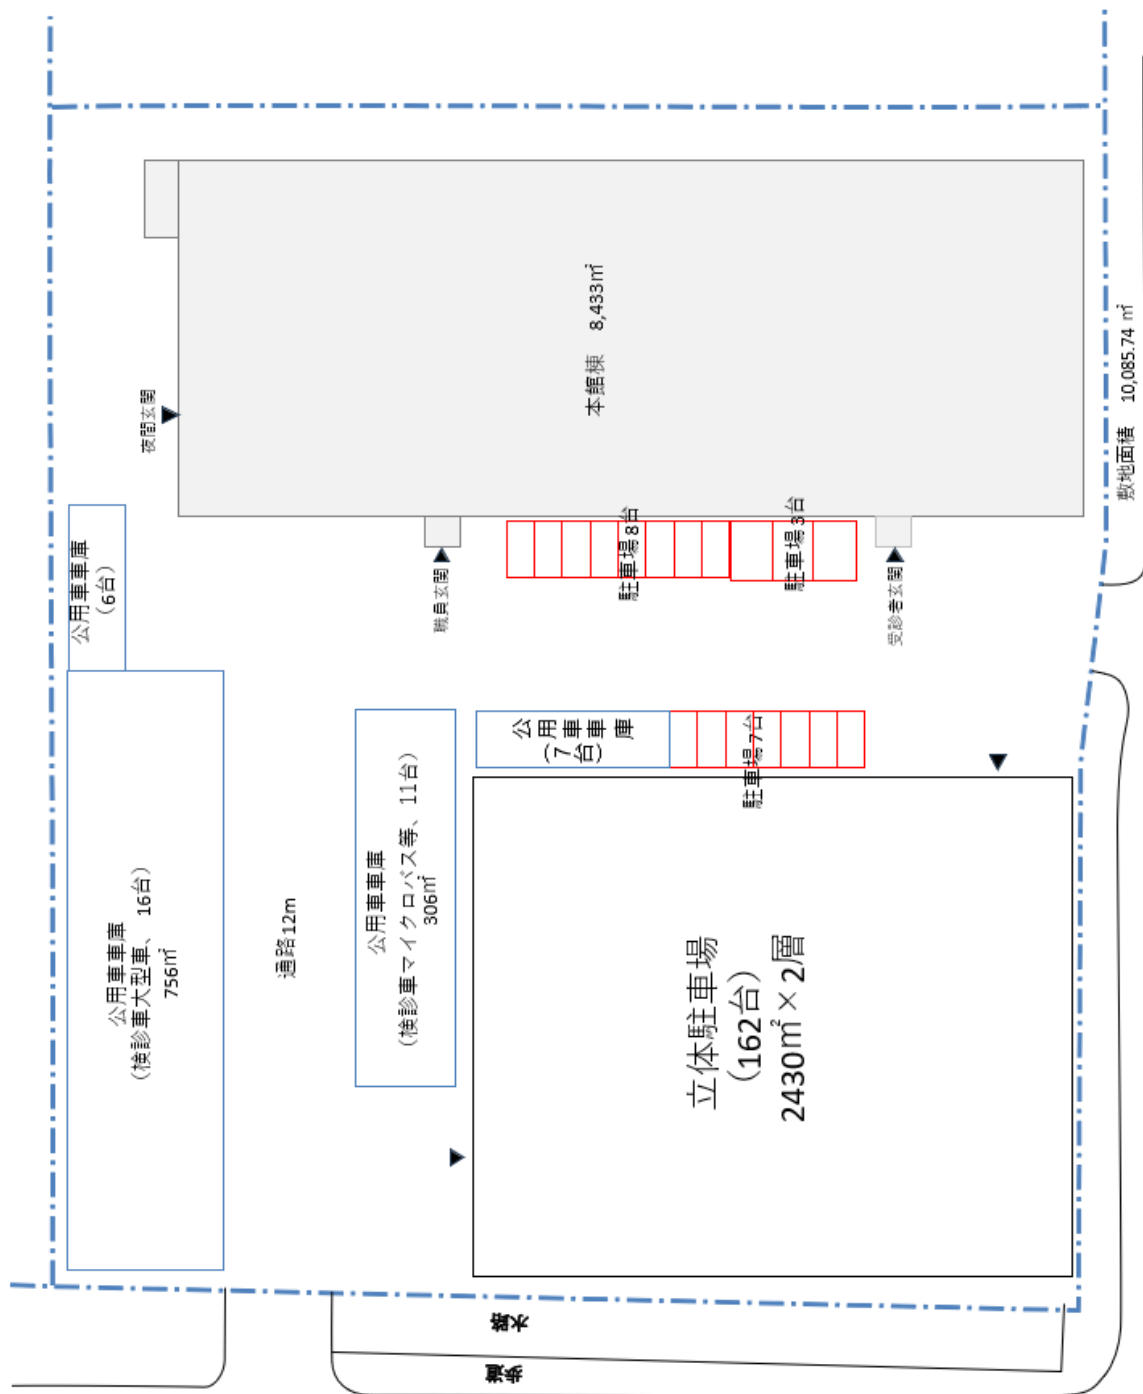 夜間玄関
本館棟 8,433㎡
敷地面積 10,085.74 ㎡
公用車車庫
（6台）
職員玄関
駐車場8台
駐車場3台
受診者玄関
公用車車庫
（7台）
駐車場7台
公用車車庫
（検診車大型車、16台）
756㎡
通路12m
公用車車庫
（検診車マイクロバス等、11台）
306㎡
立体駐車場
（162台）
2430㎡×2層